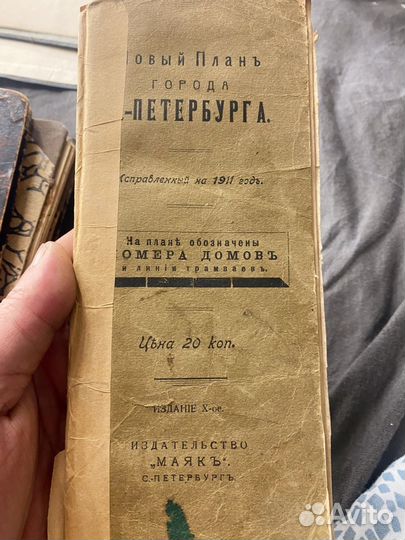 овый Планъ
ГОРОДА
.-ПЕТЕРБУРГА.
справленный на 1911 годъ.
На планѣ обозначены
ОМЕРА ДОМОВЪ
и линіи трамваевъ.
Цѣна 20 коп.
ИЗДАНІЕ X-ое.
ИЗДАТЕЛЬСТВО
„МАЯКЪ“.
С.-ПЕТЕРБУРГЪ.
Avito